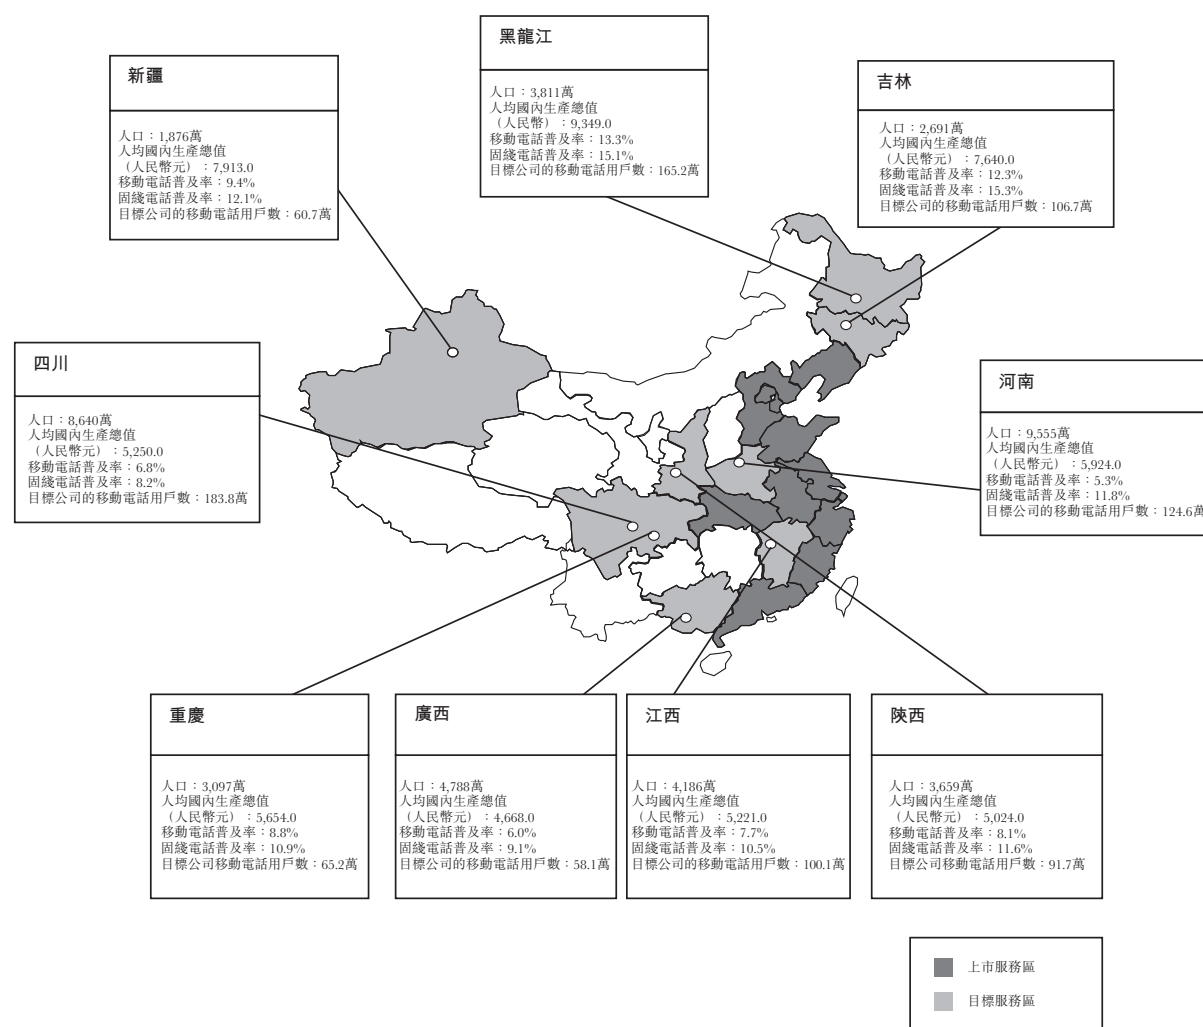 黑龍江
人口：3,811萬
人均國內生產總值
（人民幣）：9,349.0
移動電話普及率：13.3%
固綫電話普及率：15.1%
目標公司的移動電話用戶數：165.2萬
新疆
人口：1,876萬
人均國內生產總值
（人民幣元）：7,913.0
移動電話普及率：9.4%
固綫電話普及率：12.1%
目標公司的移動電話用戶數：60.7萬
吉林
人口：2,691萬
人均國內生產總值
（人民幣元）：7,640.0
移動電話普及率：12.3%
固綫電話普及率：15.3%
目標公司的移動電話用戶數：106.7萬
四川
人口：8,640萬
人均國內生產總值
（人民幣元）：5,250.0
移動電話普及率：6.8%
固綫電話普及率：8.2%
目標公司的移動電話用戶數：183.8萬
河南
人口：9,555萬
人均國內生產總值
（人民幣元）：5,924.0
移動電話普及率：5.3%
固綫電話普及率：11.8%
目標公司的移動電話用戶數：124.6萬
重慶
人口：3,097萬
人均國內生產總值
（人民幣元）：5,654.0
移動電話普及率：8.8%
固綫電話普及率：10.9%
目標公司移動電話用戶數：65.2萬
廣西
人口：4,788萬
人均國內生產總值
（人民幣元）：4,668.0
移動電話普及率：6.0%
固綫電話普及率：9.1%
目標公司的移動電話用戶數：58.1萬
江西
人口：4,186萬
人均國內生產總值
（人民幣元）：5,221.0
移動電話普及率：7.7%
固綫電話普及率：10.5%
目標公司的移動電話用戶數：100.1萬
陝西
人口：3,659萬
人均國內生產總值
（人民幣元）：5,024.0
移動電話普及率：8.1%
固綫電話普及率：11.6%
目標公司移動電話用戶數：91.7萬
上市服務區
目標服務區